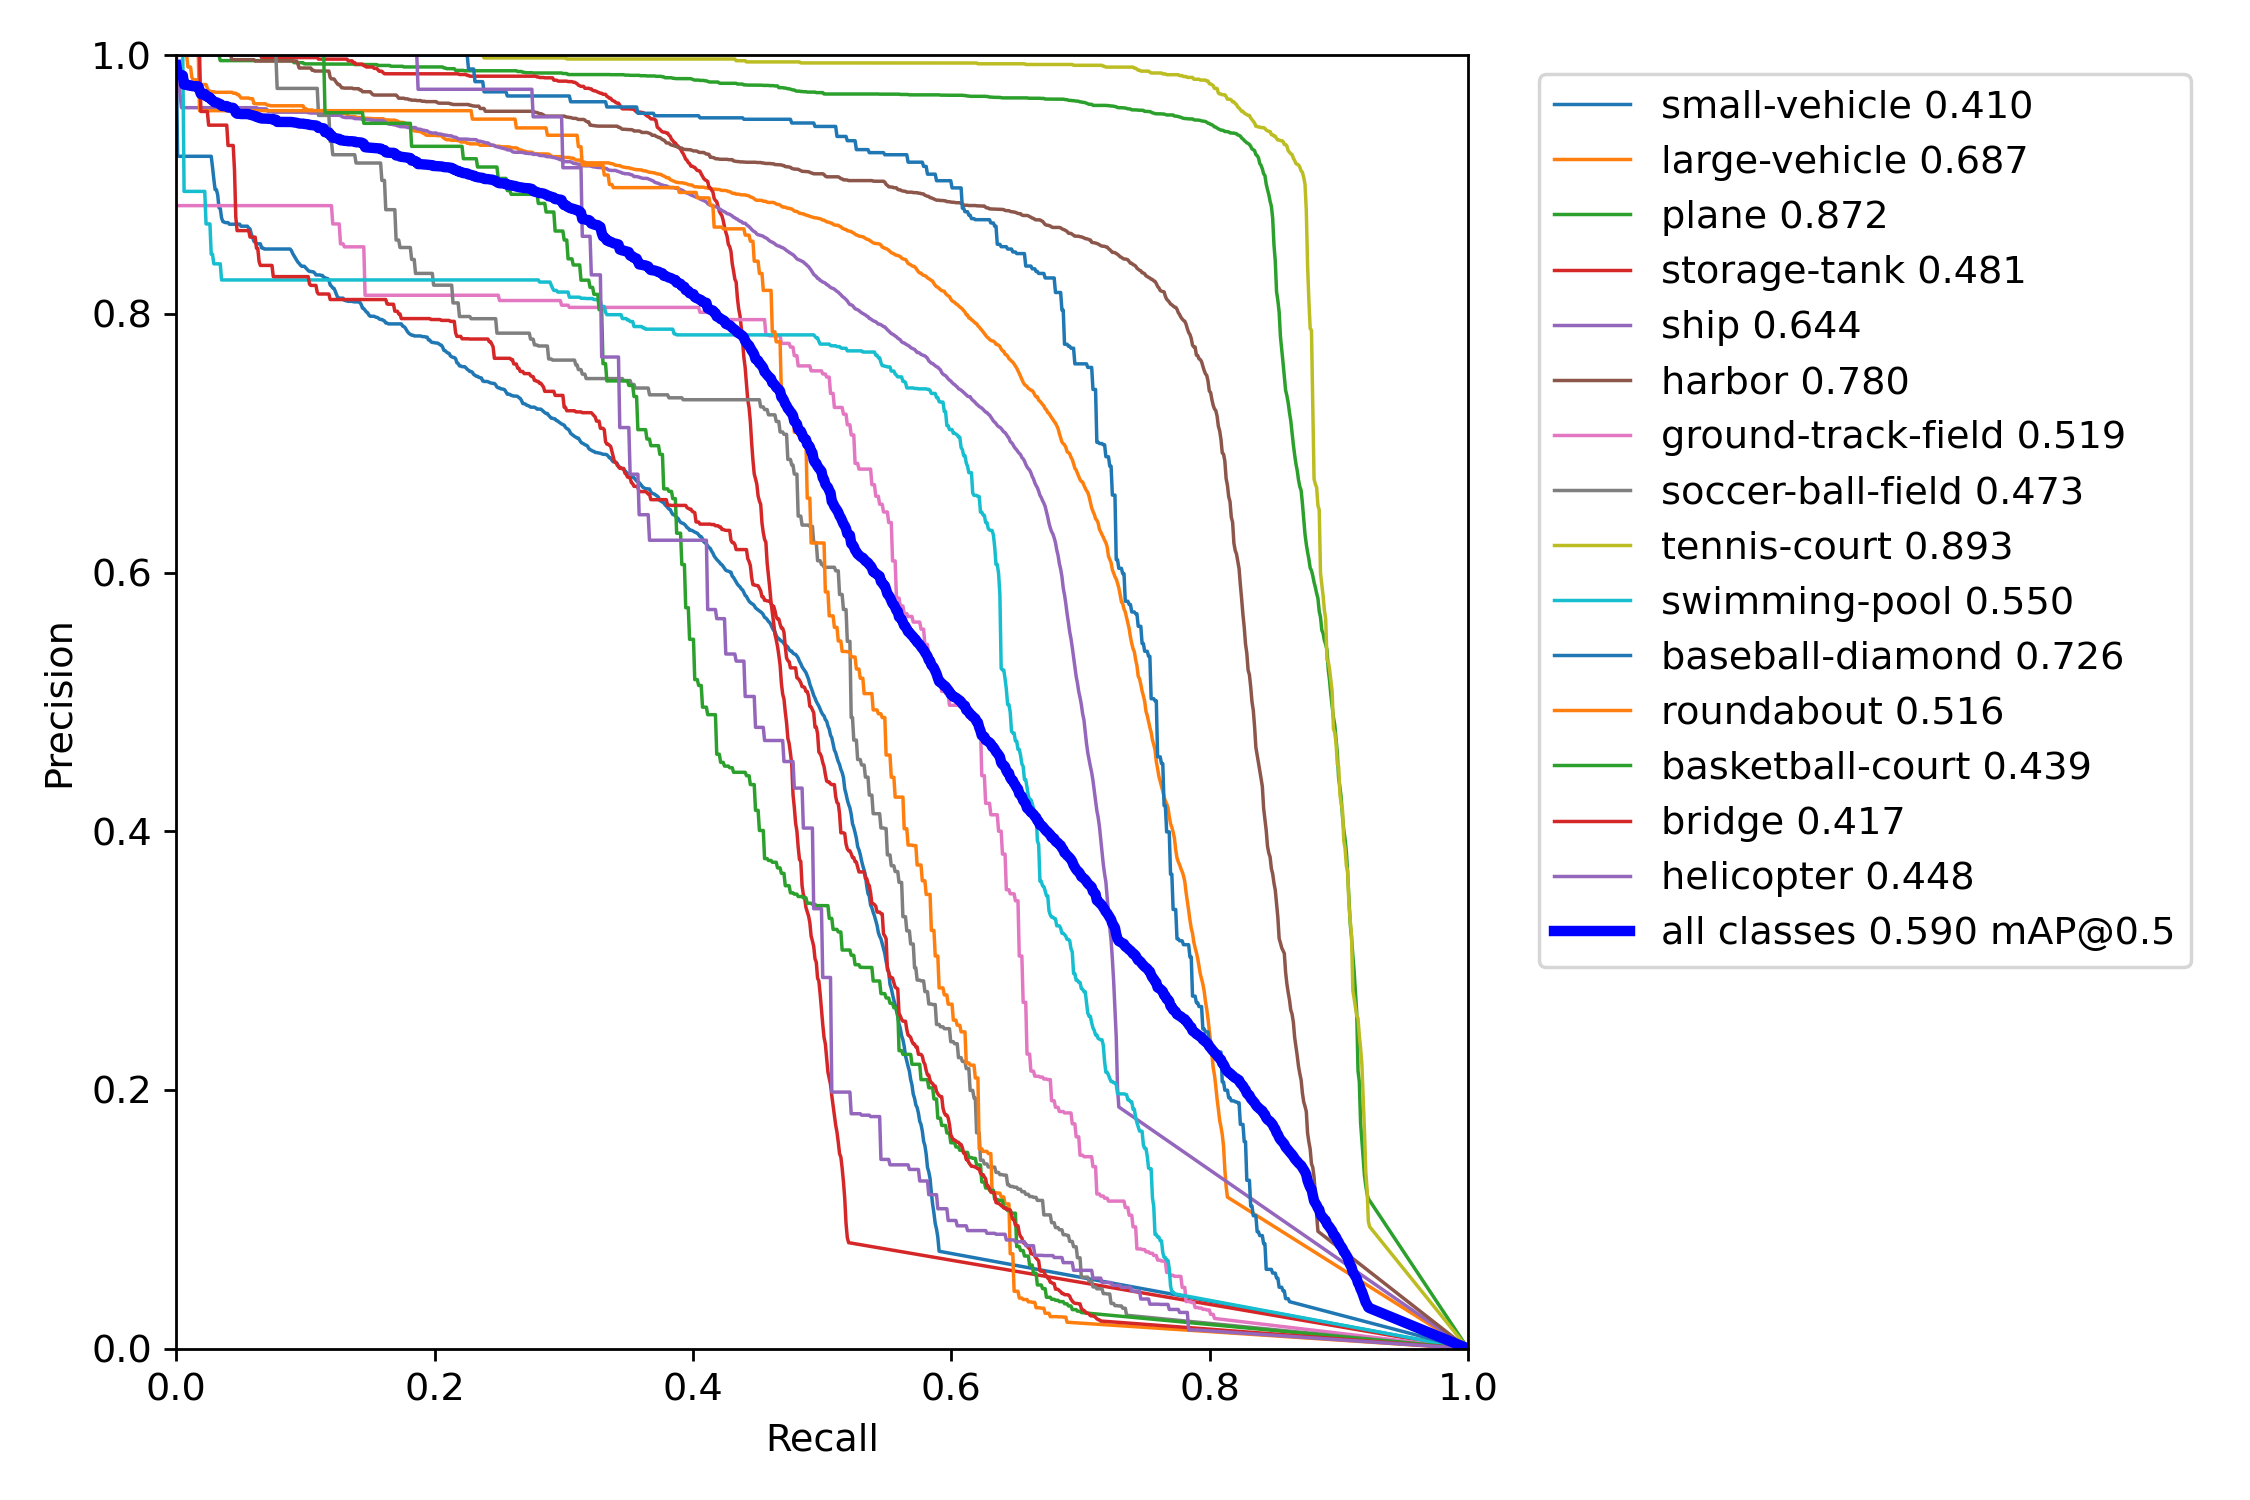 1.0
0.8
0.6
0.4
0.2
0.0
0.0 0.2 0.4 0.6 0.8 1.0
Precision
Recall
small-vehicle 0.410
large-vehicle 0.687
plane 0.872
storage-tank 0.481
ship 0.644
harbor 0.780
ground-track-field 0.519
soccer-ball-field 0.473
tennis-court 0.893
swimming-pool 0.550
baseball-diamond 0.726
roundabout 0.516
basketball-court 0.439
bridge 0.417
helicopter 0.448
all classes 0.590 mAP@0.5